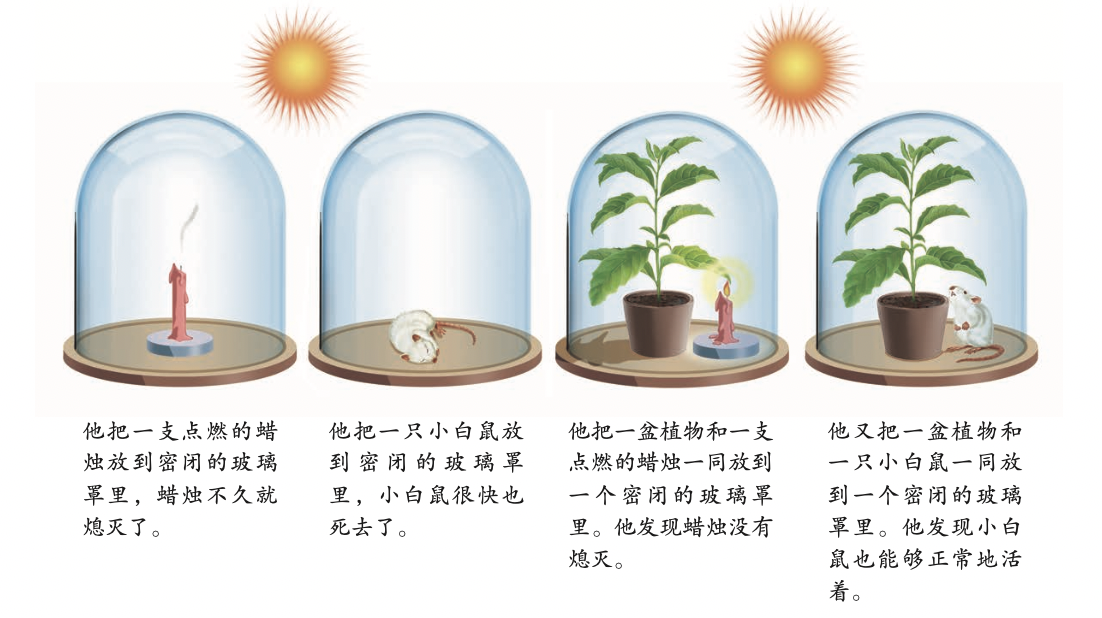 他把一支点燃的蜡
烛放到密闭的玻璃
罩里，蜡烛不久就
熄灭了。
他把一只小白鼠放
到密闭的玻璃罩
里，小白鼠很快也
死去了。
他把一盆植物和一支
点燃的蜡烛一同放到
一个密闭的玻璃罩
里。他发现蜡烛没有
熄灭。
他又把一盆植物和
一只小白鼠一同放
到一个密闭的玻璃
罩里。他发现小白
鼠也能够正常地活
着。